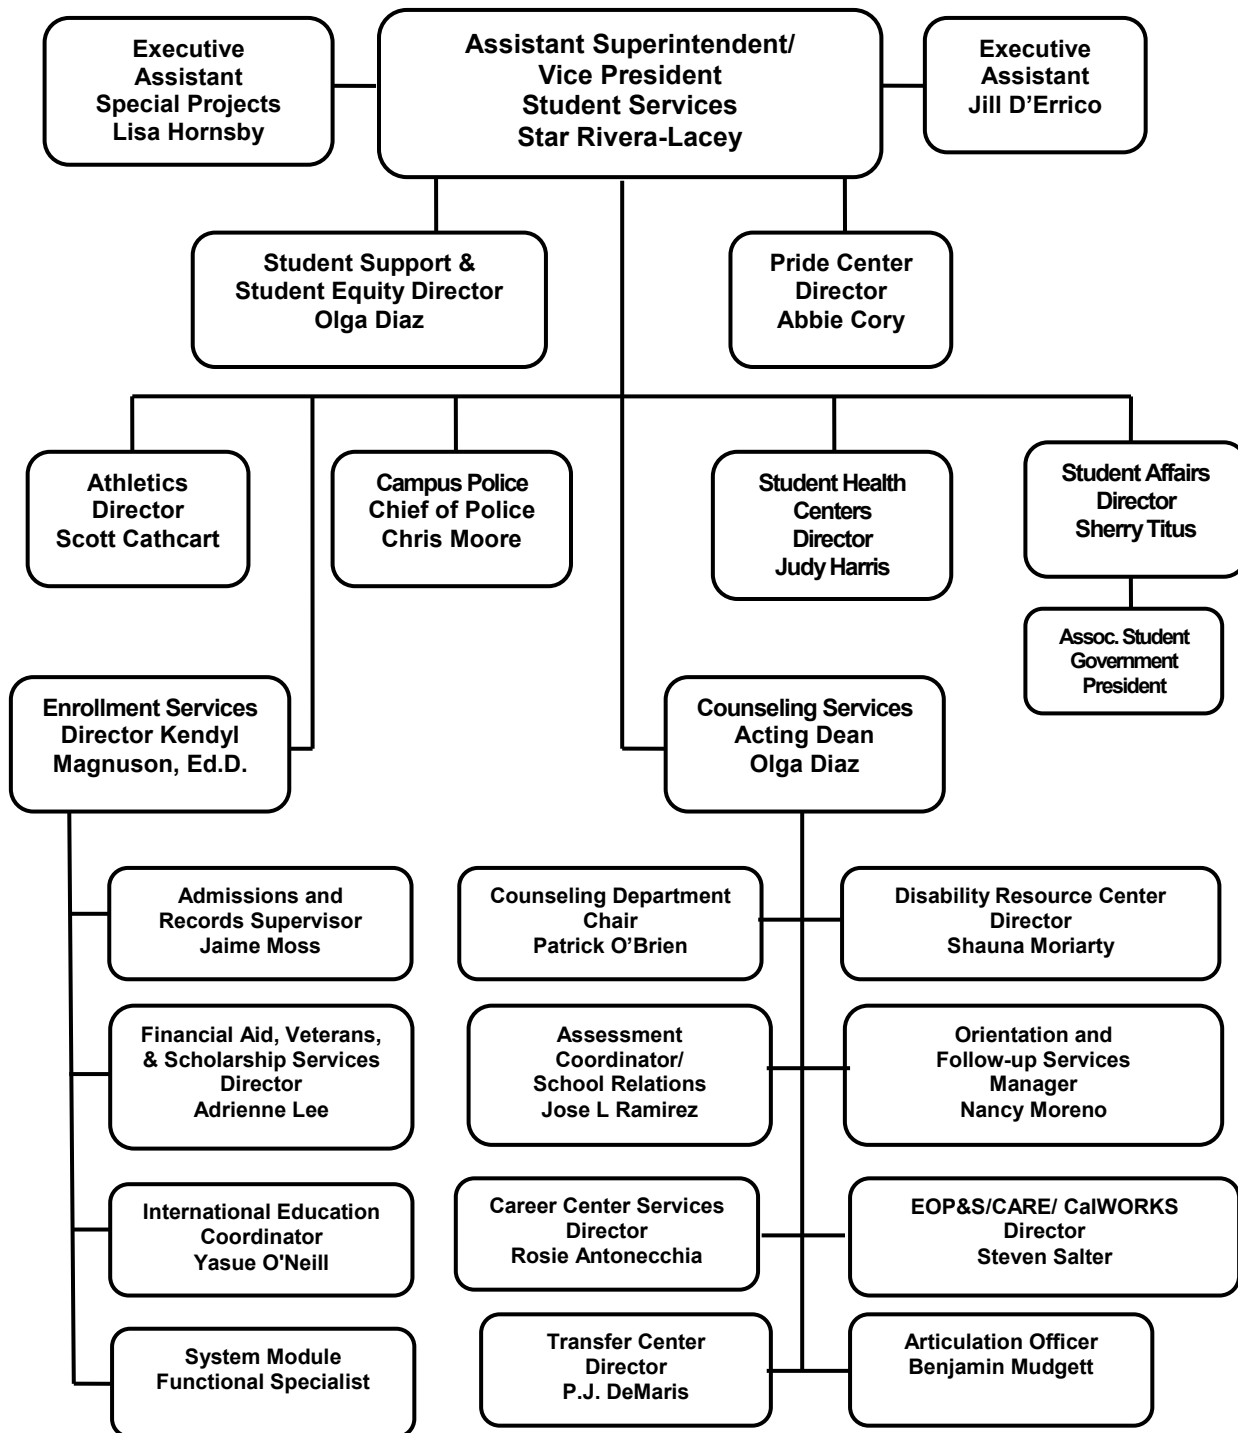 Executive
Assistant
Special Projects
Lisa Hornsby
Assistant Superintendent/
Vice President
Student Services
Star Rivera-Lacey
Executive
Assistant
Jill D’Errico
Student Support &
Student Equity Director
Olga Diaz
Pride Center
Director
Abbie Cory
Athletics
Director
Scott Cathcart
Campus Police
Chief of Police
Chris Moore
Student Health
Centers
Director
Judy Harris
Student Affairs
Director
Sherry Titus
Assoc. Student
Government
President
Enrollment Services
Director Kendyl
Magnuson, Ed.D.
Counseling Services
Acting Dean
Olga Diaz
Admissions and
Records Supervisor
Jaime Moss
Counseling Department
Chair
Patrick O’Brien
Disability Resource Center
Director
Shauna Moriarty
Financial Aid, Veterans,
& Scholarship Services
Director
Adrienne Lee
Assessment
Coordinator/
School Relations
Jose L Ramirez
Orientation and
Follow-up Services
Manager
Nancy Moreno
International Education
Coordinator
Yasue O'Neill
Career Center Services
Director
Rosie Antonecchia
EOP&S/CARE/ CalWORKS
Director
Steven Salter
System Module
Functional Specialist
Transfer Center
Director
P.J. DeMaris
Articulation Officer
Benjamin Mudgett